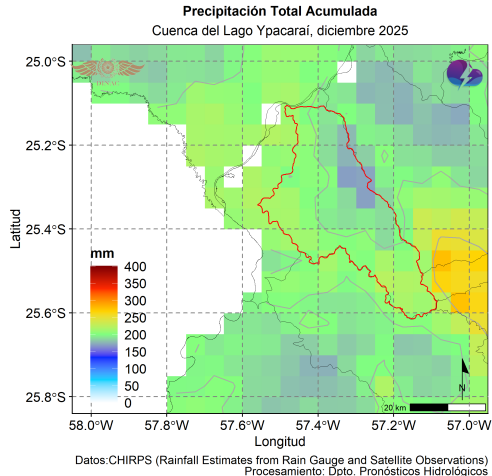 Precipitación Total Acumulada
Cuenca del Lago Ypacaraí, diciembre 2025
25.0°S
25.2°S
25.4°S
25.6°S
25.8°S
Latitud
mm
400
350
300
250
200
150
100
50
0
N
20 km
58.0°W
57.8°W
57.6°W
57.4°W
57.2°W
57.0°W
Longitud
Datos:CHIRPS (Rainfall Estimates from Rain Gauge and Satellite Observations)
Procesamiento: Dpto. Pronósticos Hidrológicos